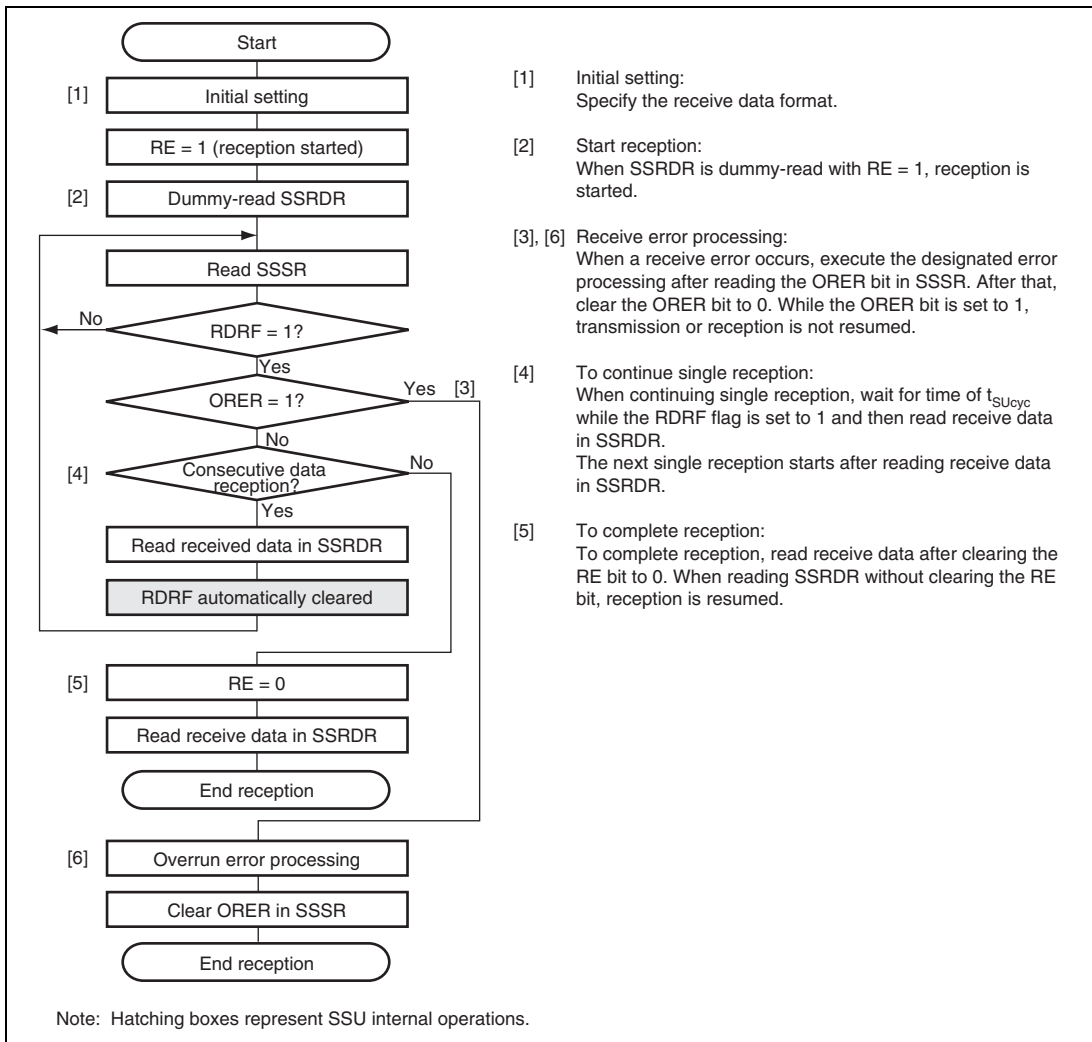 Start
[1] Initial setting
RE = 1 (reception started)
[2] Dummy-read SSRDR
Read SSSR
No
RDRF = 1?
Yes
ORER = 1?
Yes [3]
No
[4] Consecutive data
reception?
No
Yes
Read received data in SSRDR
RDRF automatically cleared
[5] RE = 0
Read receive data in SSRDR
End reception
[6] Overrun error processing
Clear ORER in SSSR
End reception
[1] Initial setting:
Specify the receive data format.
[2] Start reception:
When SSRDR is dummy-read with RE = 1, reception is
started.
[3], [6] Receive error processing:
When a receive error occurs, execute the designated error
processing after reading the ORER bit in SSSR. After that,
clear the ORER bit to 0. While the ORER bit is set to 1,
transmission or reception is not resumed.
[4] To continue single reception:
When continuing single reception, wait for time of tSUcyc
while the RDRF flag is set to 1 and then read receive data
in SSRDR.
The next single reception starts after reading receive data
in SSRDR.
[5] To complete reception:
To complete reception, read receive data after clearing the
RE bit to 0. When reading SSRDR without clearing the RE
bit, reception is resumed.
Note: Hatching boxes represent SSU internal operations.